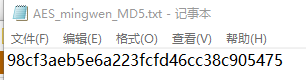 AES_mingwen_MD5.txt - 记事本
文件(F) 编辑(E) 格式(O) 查看(V) 帮助(H)
98cf3aeb5e6a223fcfd46cc38c905475